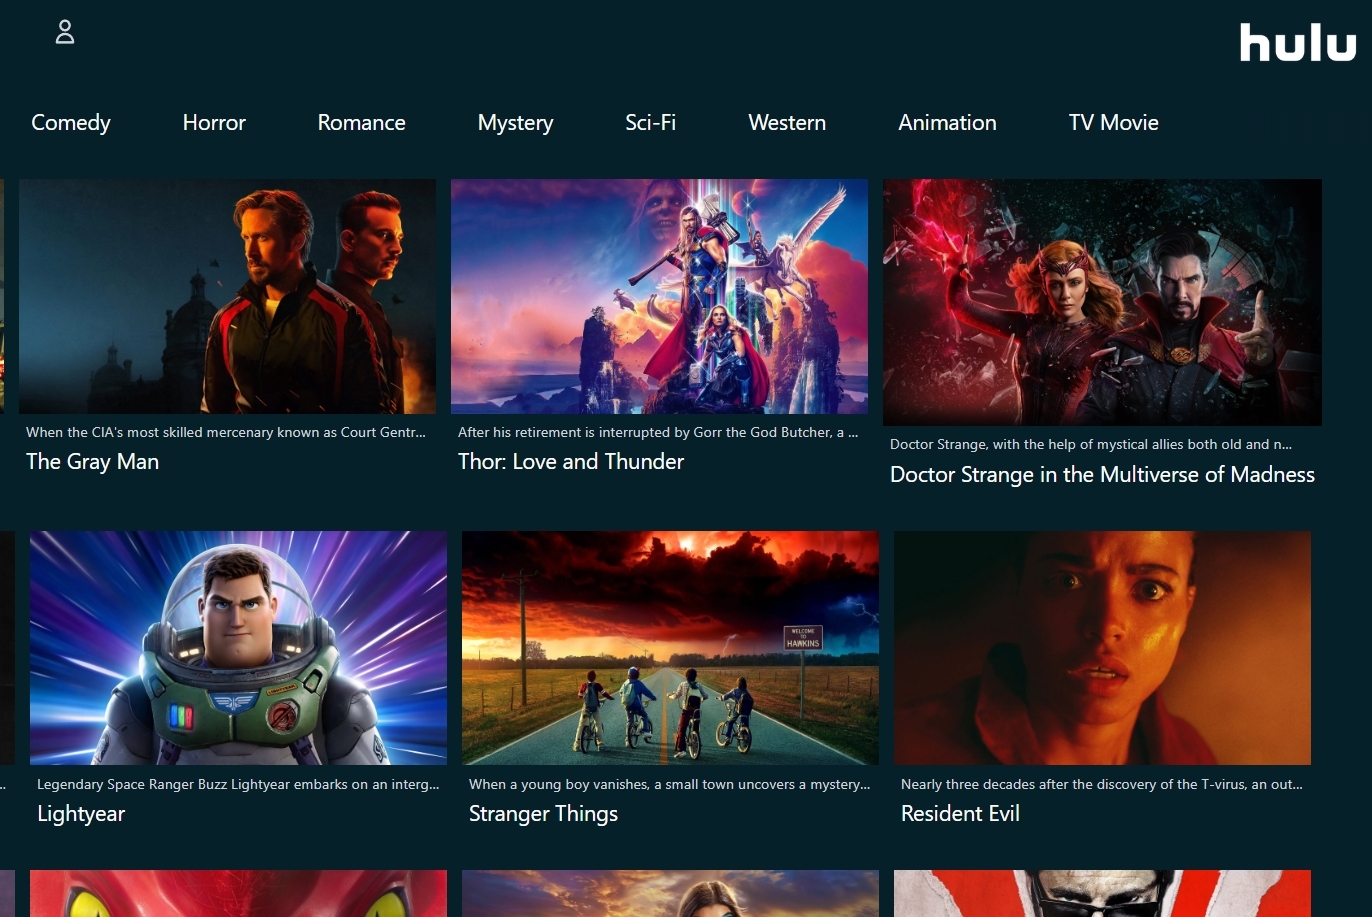 hulu
Comedy Horror Romance Mystery Sci-Fi Western Animation TV Movie
When the CIA's most skilled mercenary known as Court Gentr...
The Gray Man
After his retirement is interrupted by Gorr the God Butcher, a ...
Thor: Love and Thunder
Doctor Strange, with the help of mystical allies both old and n...
Doctor Strange in the Multiverse of Madness
LIGHTYEAR
WELCOME
TO
HAWKINS
Legendary Space Ranger Buzz Lightyear embarks on an interg...
Lightyear
When a young boy vanishes, a small town uncovers a mystery...
Stranger Things
Nearly three decades after the discovery of the T-virus, an out...
Resident Evil